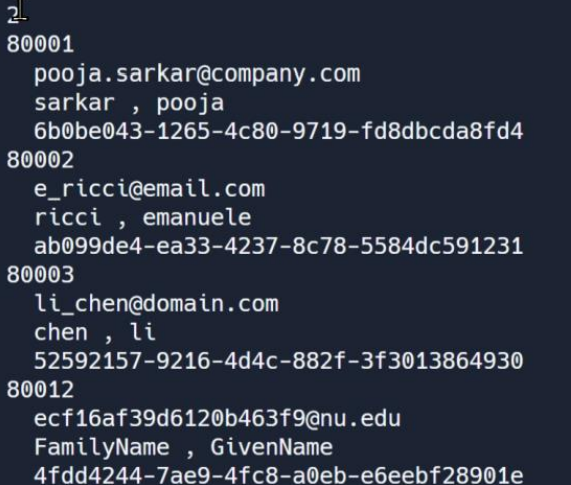 2
80001
pooja.sarkar@company.com
sarkar , pooja
6b0be043-1265-4c80-9719-fd8dbcda8fd4
80002
e_ricci@email.com
ricci , emanuele
ab099de4-ea33-4237-8c78-5584dc591231
80003
li_chen@domain.com
chen , li
52592157-9216-4d4c-882f-3f3013864930
80012
ecf16af39d6120b463f9@nu.edu
FamilyName , GivenName
4fdd4244-7ae9-4fc8-a0eb-e6eebf28901e